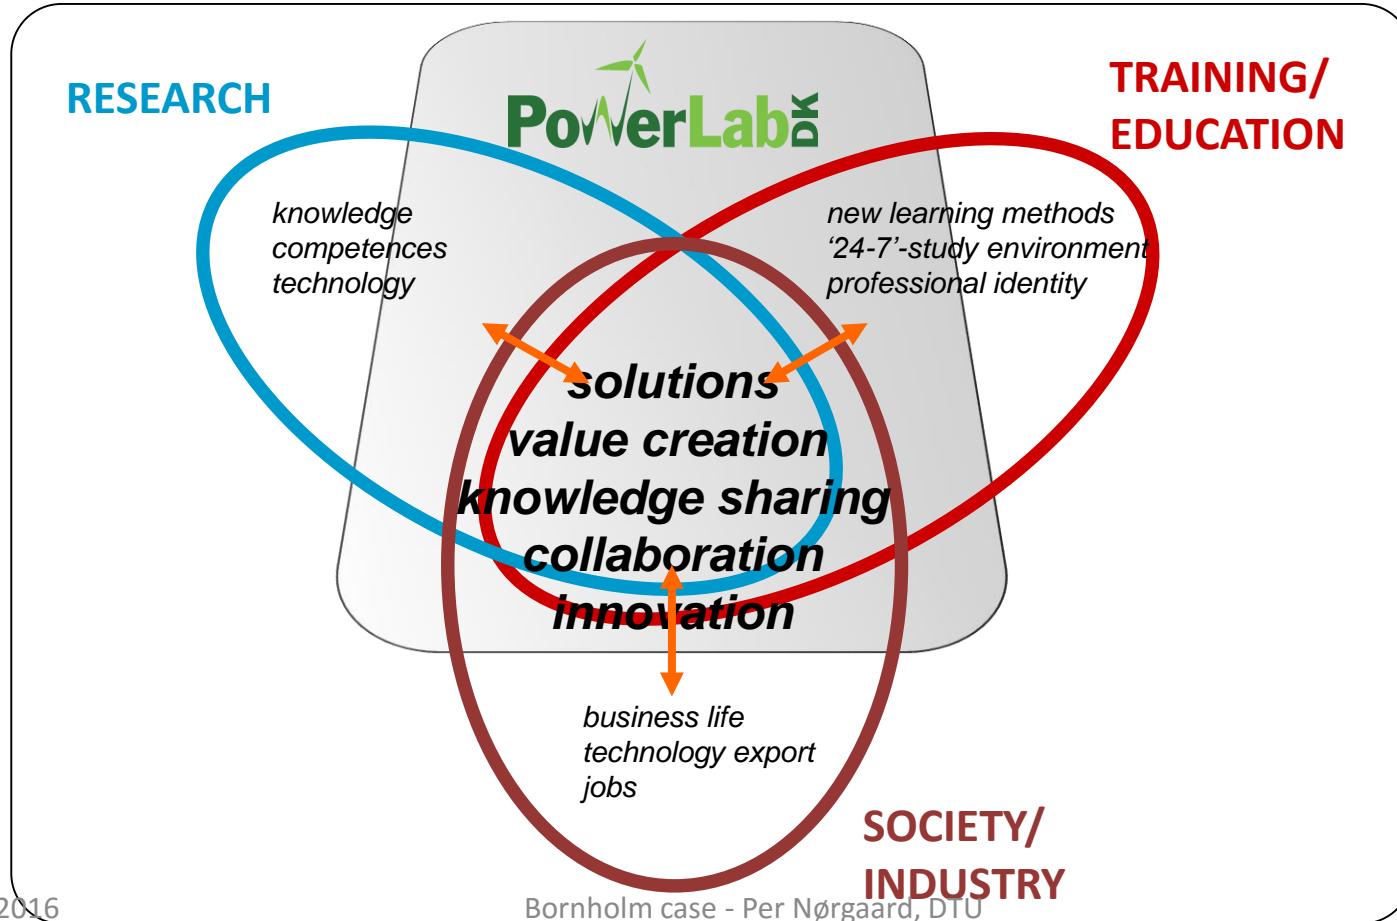 RESEARCH
PowerLab DK
TRAINING/
EDUCATION
knowledge
competences
technology
new learning methods
‘24-7’-study environment
professional identity
solutions
value creation
knowledge sharing
collaboration
innovation
business life
technology export
jobs
SOCIETY/
INDUSTRY
2016
Bornholm case - Per Nørgaard, DTU